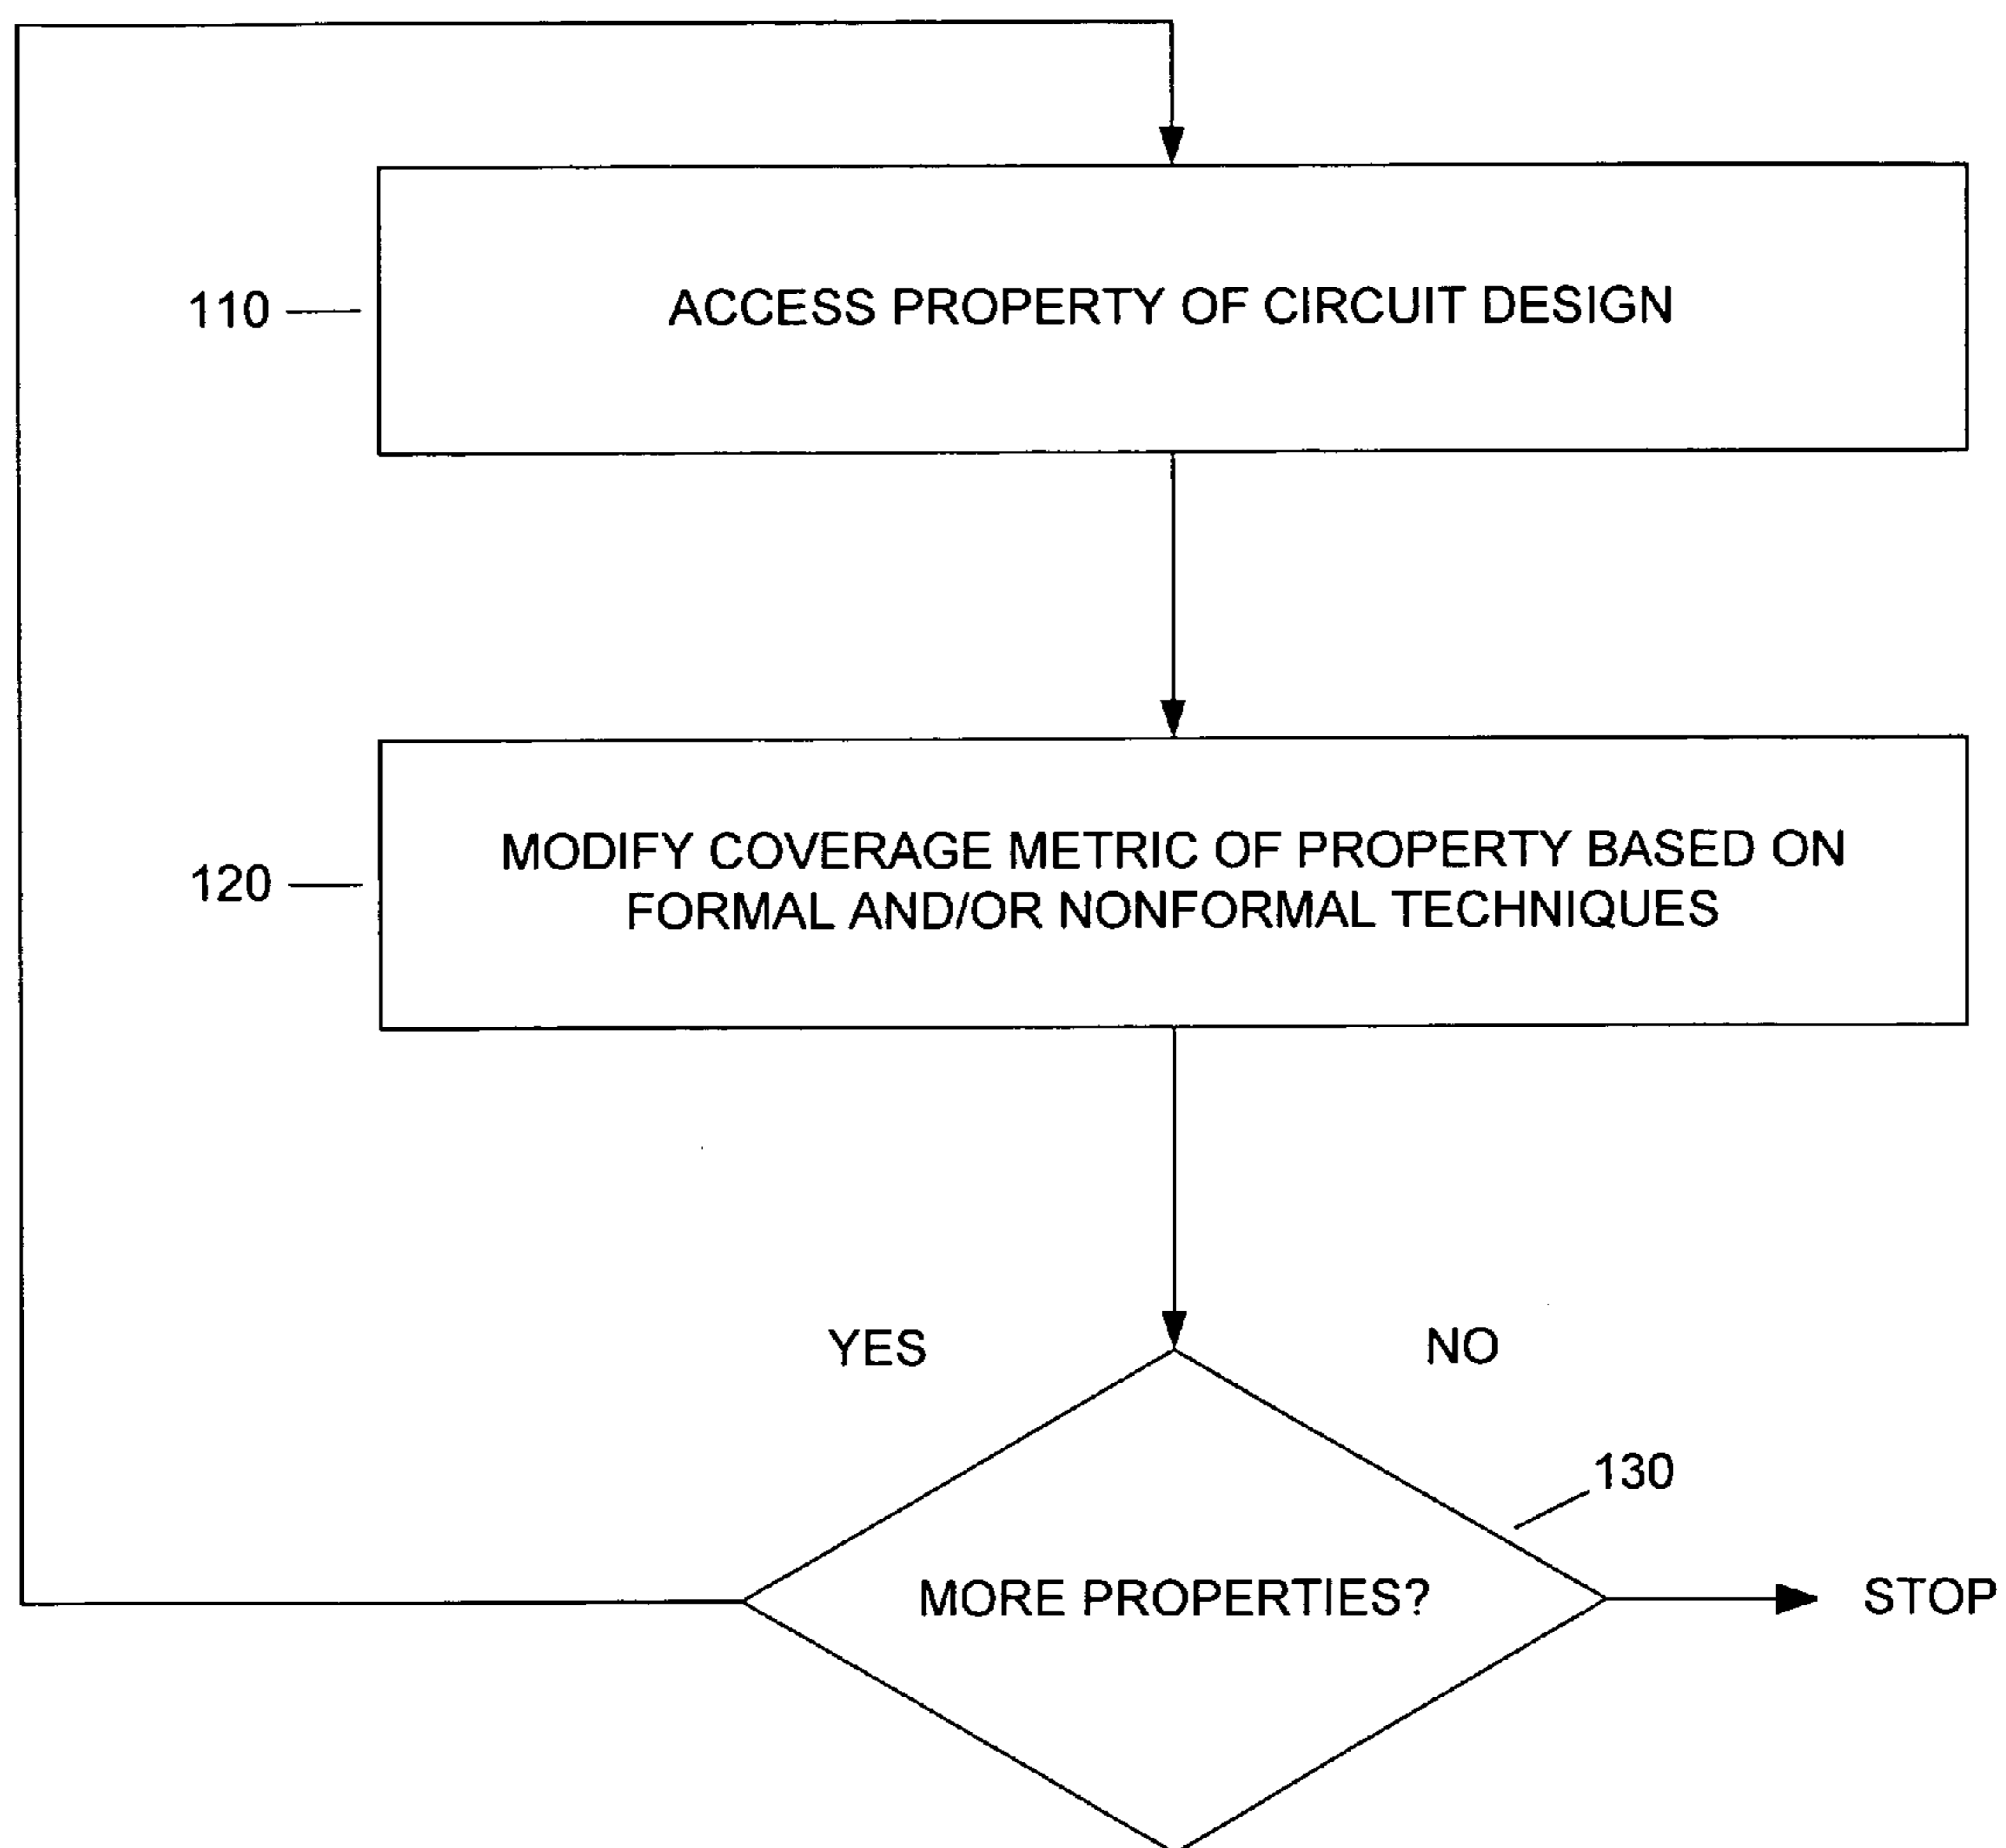 110
ACCESS PROPERTY OF CIRCUIT DESIGN
120
MODIFY COVERAGE METRIC OF PROPERTY BASED ON
FORMAL AND/OR NONFORMAL TECHNIQUES
YES
NO
130
MORE PROPERTIES?
STOP